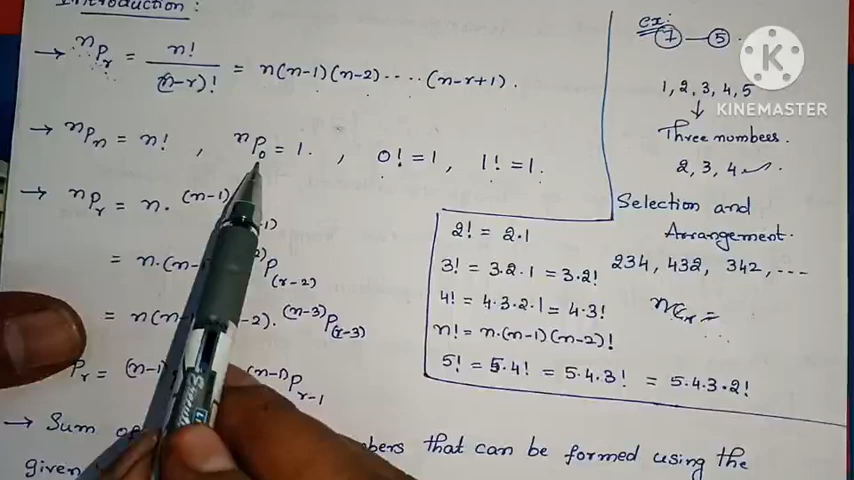 Introduction :
→ nPr = n! / (n-r)! = n(n-1)(n-2) .... (n-r+1).
→ nPn = n! , nP0 = 1. , 0! = 1 , 1! = 1.
→ nPr = n. (n-1)
= n.(n-
P(r-2)
= n(n-1 -2). (n-3)P(r-3)
Pr = (n-1) (n-1)Pr-1
→ Sum of bers that can be formed using the
given
ex:
7 — 5
1, 2, 3, 4, 5
↓
Three numbers.
2, 3, 4
Selection and
Arrangement.
234, 432, 342, ---
nCr =
2! = 2·1
3! = 3·2·1 = 3·2!
4! = 4·3·2·1 = 4·3!
n! = n·(n-1)(n-2)!
5! = 5·4! = 5·4·3! = 5·4·3·2!
K
KINEMASTER